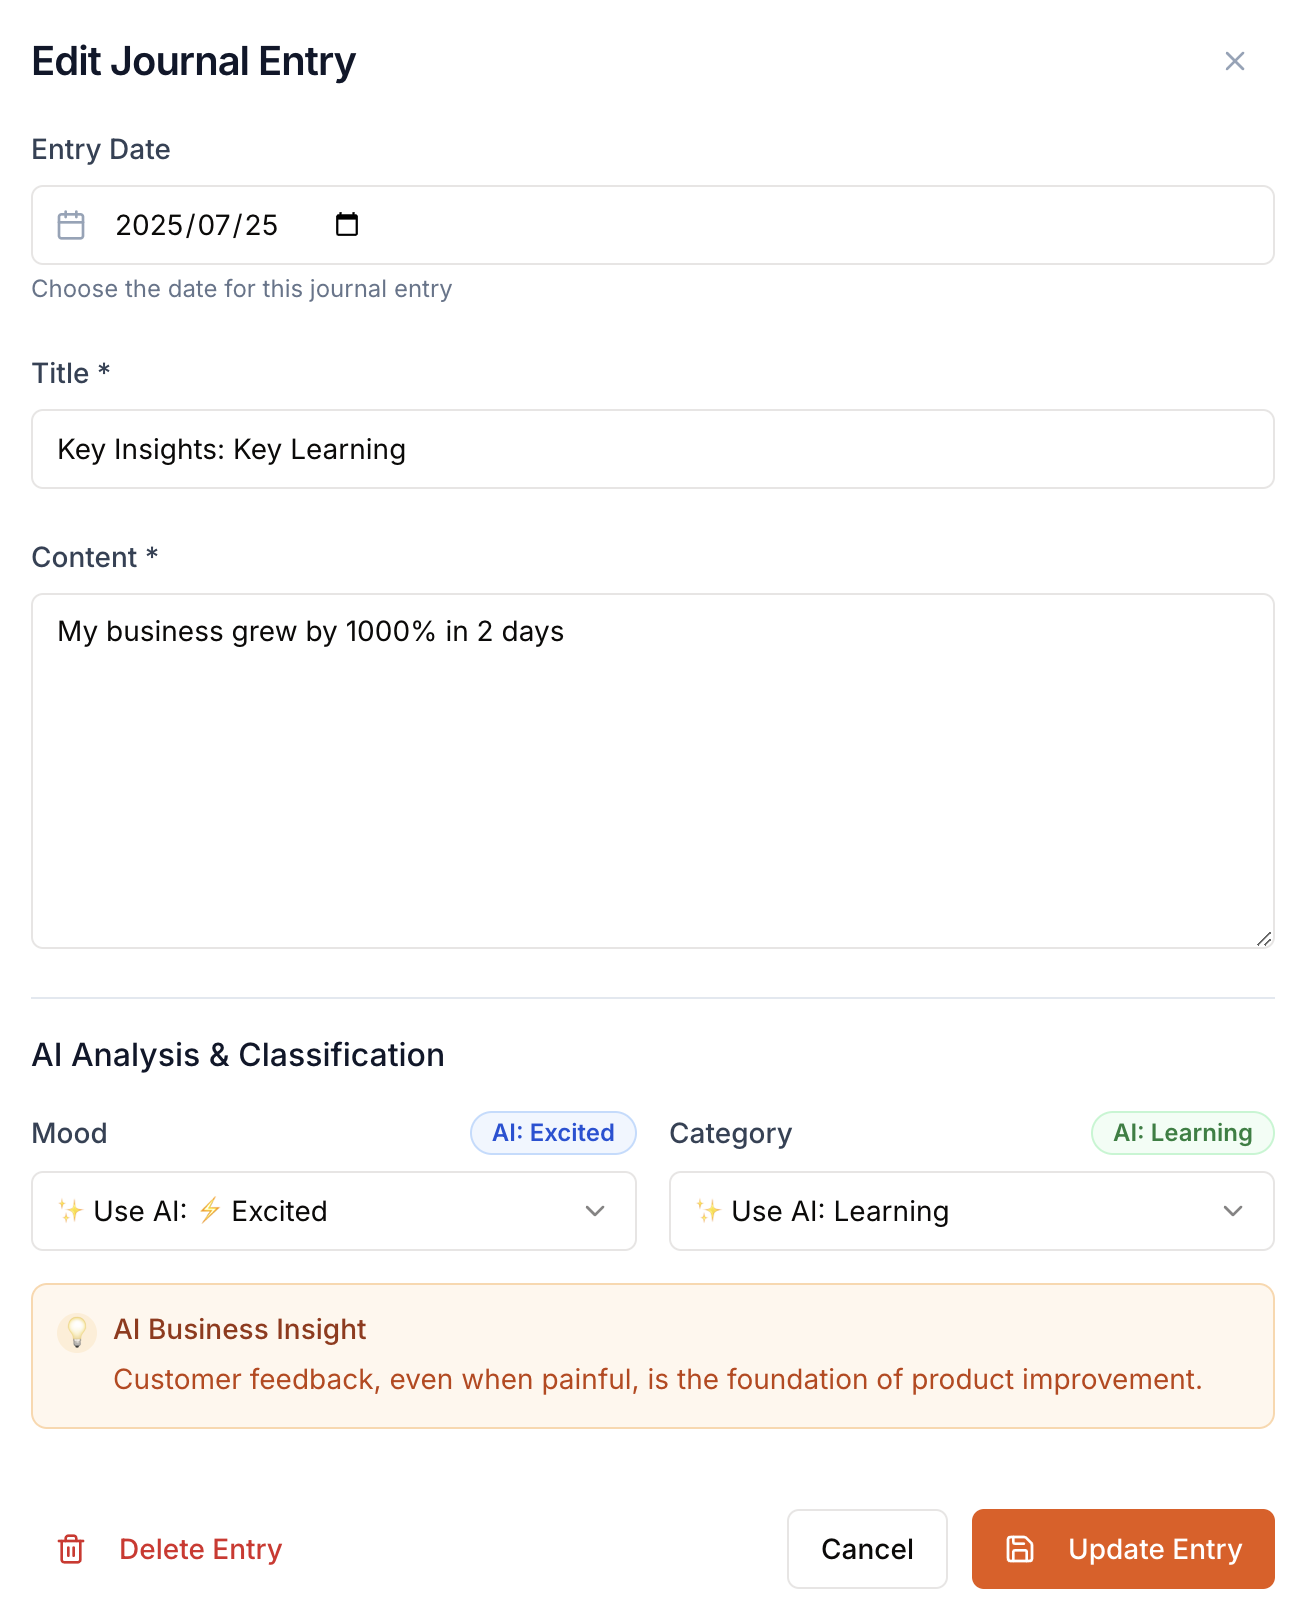 Edit Journal Entry
Entry Date
2025/07/25
Choose the date for this journal entry
Title *
Key Insights: Key Learning
Content *
My business grew by 1000% in 2 days
AI Analysis & Classification
Mood
AI: Excited
✨ Use AI: ⚡ Excited
Category
AI: Learning
✨ Use AI: Learning
AI Business Insight
Customer feedback, even when painful, is the foundation of product improvement.
Delete Entry
Cancel
Update Entry